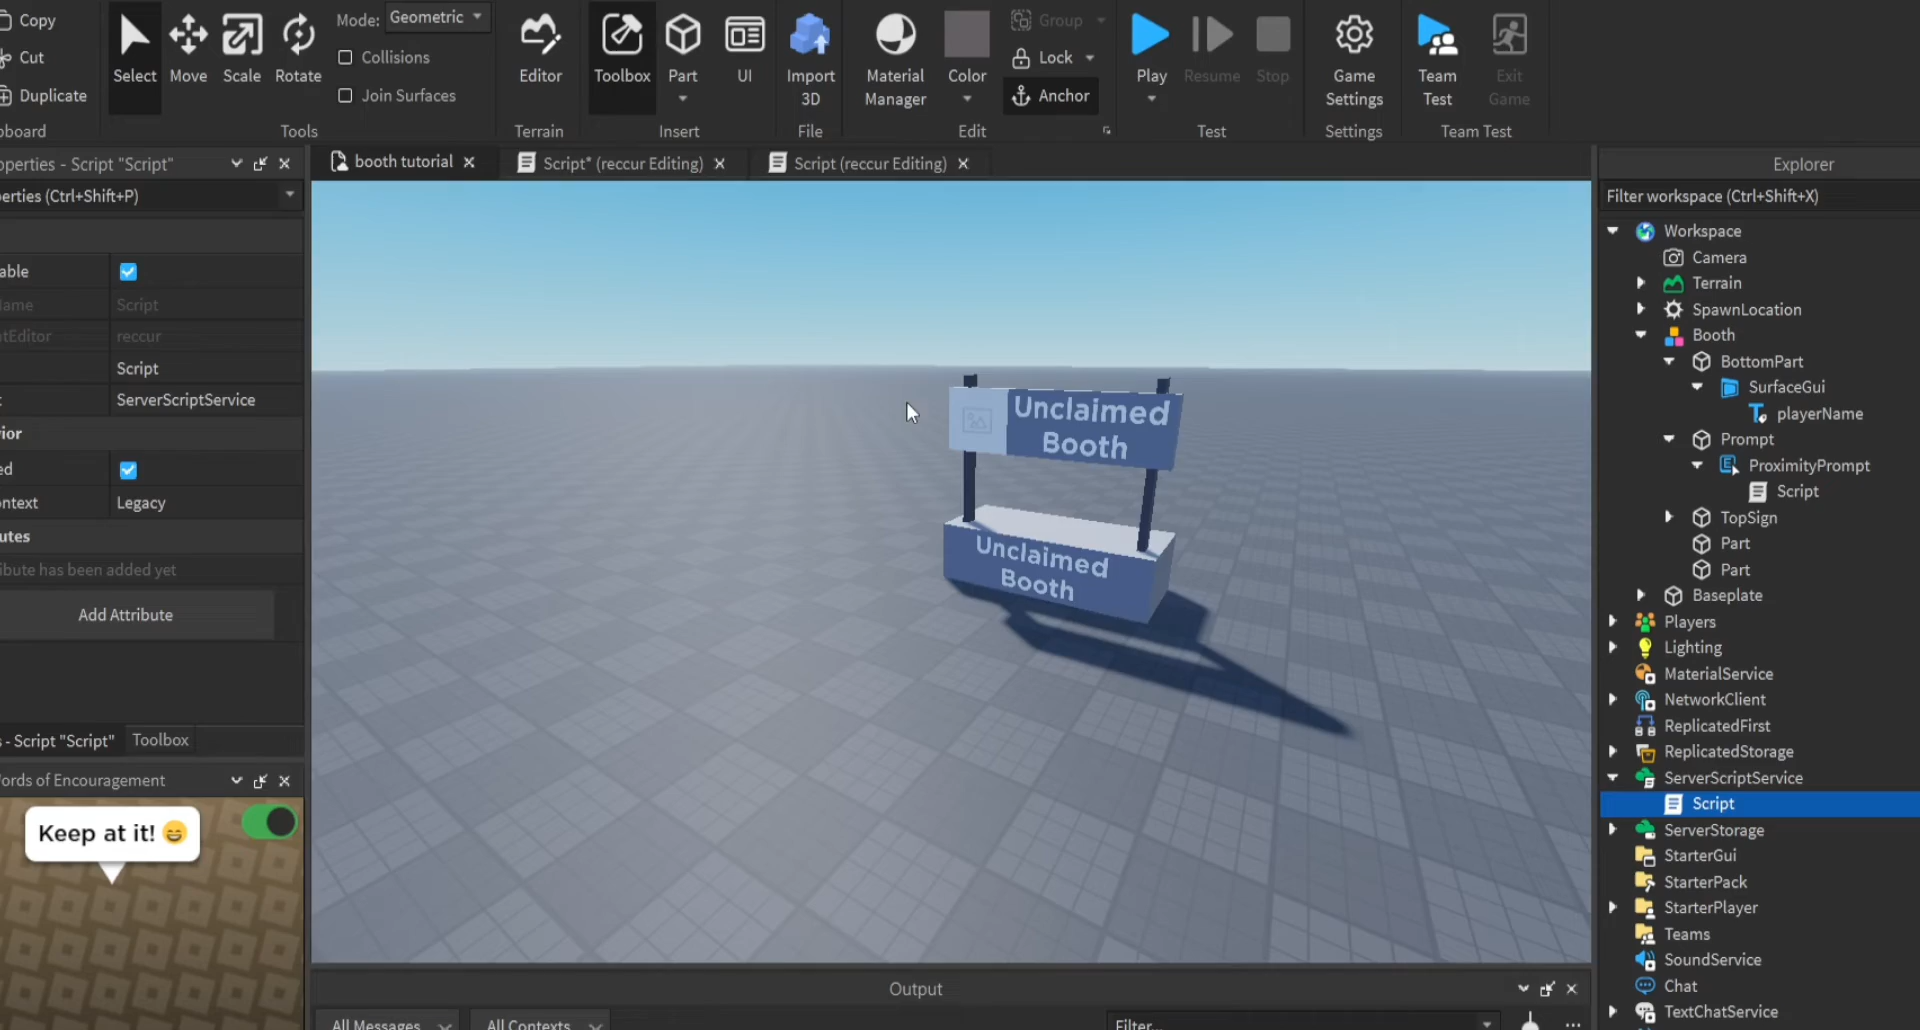 Copy
Cut
Duplicate
Select
Move
Scale
Rotate
Mode: Geometric
Collisions
Join Surfaces
Tools
Editor
Terrain
Toolbox
Part
UI
Insert
Import
3D
File
Material
Manager
Color
Group
Lock
Anchor
Edit
Play
Resume
Stop
Test
Game
Settings
Settings
Team
Test
Exit
Game
Team Test
operties - Script "Script"
booth tutorial
Script* (reccur Editing)
Script (reccur Editing)
Explorer
erties (Ctrl+Shift+P)
Filter workspace (Ctrl+Shift+X)
able
ame Script
tEditor reccur
Script
t ServerScriptService
ior
ed
ontext Legacy
utes
ibute has been added yet
Add Attribute
s - Script "Script"
Toolbox
ords of Encouragement
Keep at it! 😄
Unclaimed
Booth
Unclaimed
Booth
Workspace
Camera
Terrain
SpawnLocation
Booth
BottomPart
SurfaceGui
playerName
Prompt
ProximityPrompt
Script
TopSign
Part
Part
Baseplate
Players
Lighting
MaterialService
NetworkClient
ReplicatedFirst
ReplicatedStorage
ServerScriptService
Script
ServerStorage
StarterGui
StarterPack
StarterPlayer
Teams
SoundService
Chat
TextChatService
Output
All Messages
All Contexts
Filter...